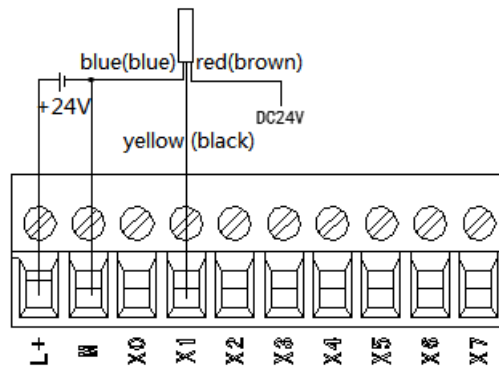 blue(blue) red(brown)
+24V
DC24V
yellow (black)
L+ M X0 X1 X2 X3 X4 X5 X6 X7